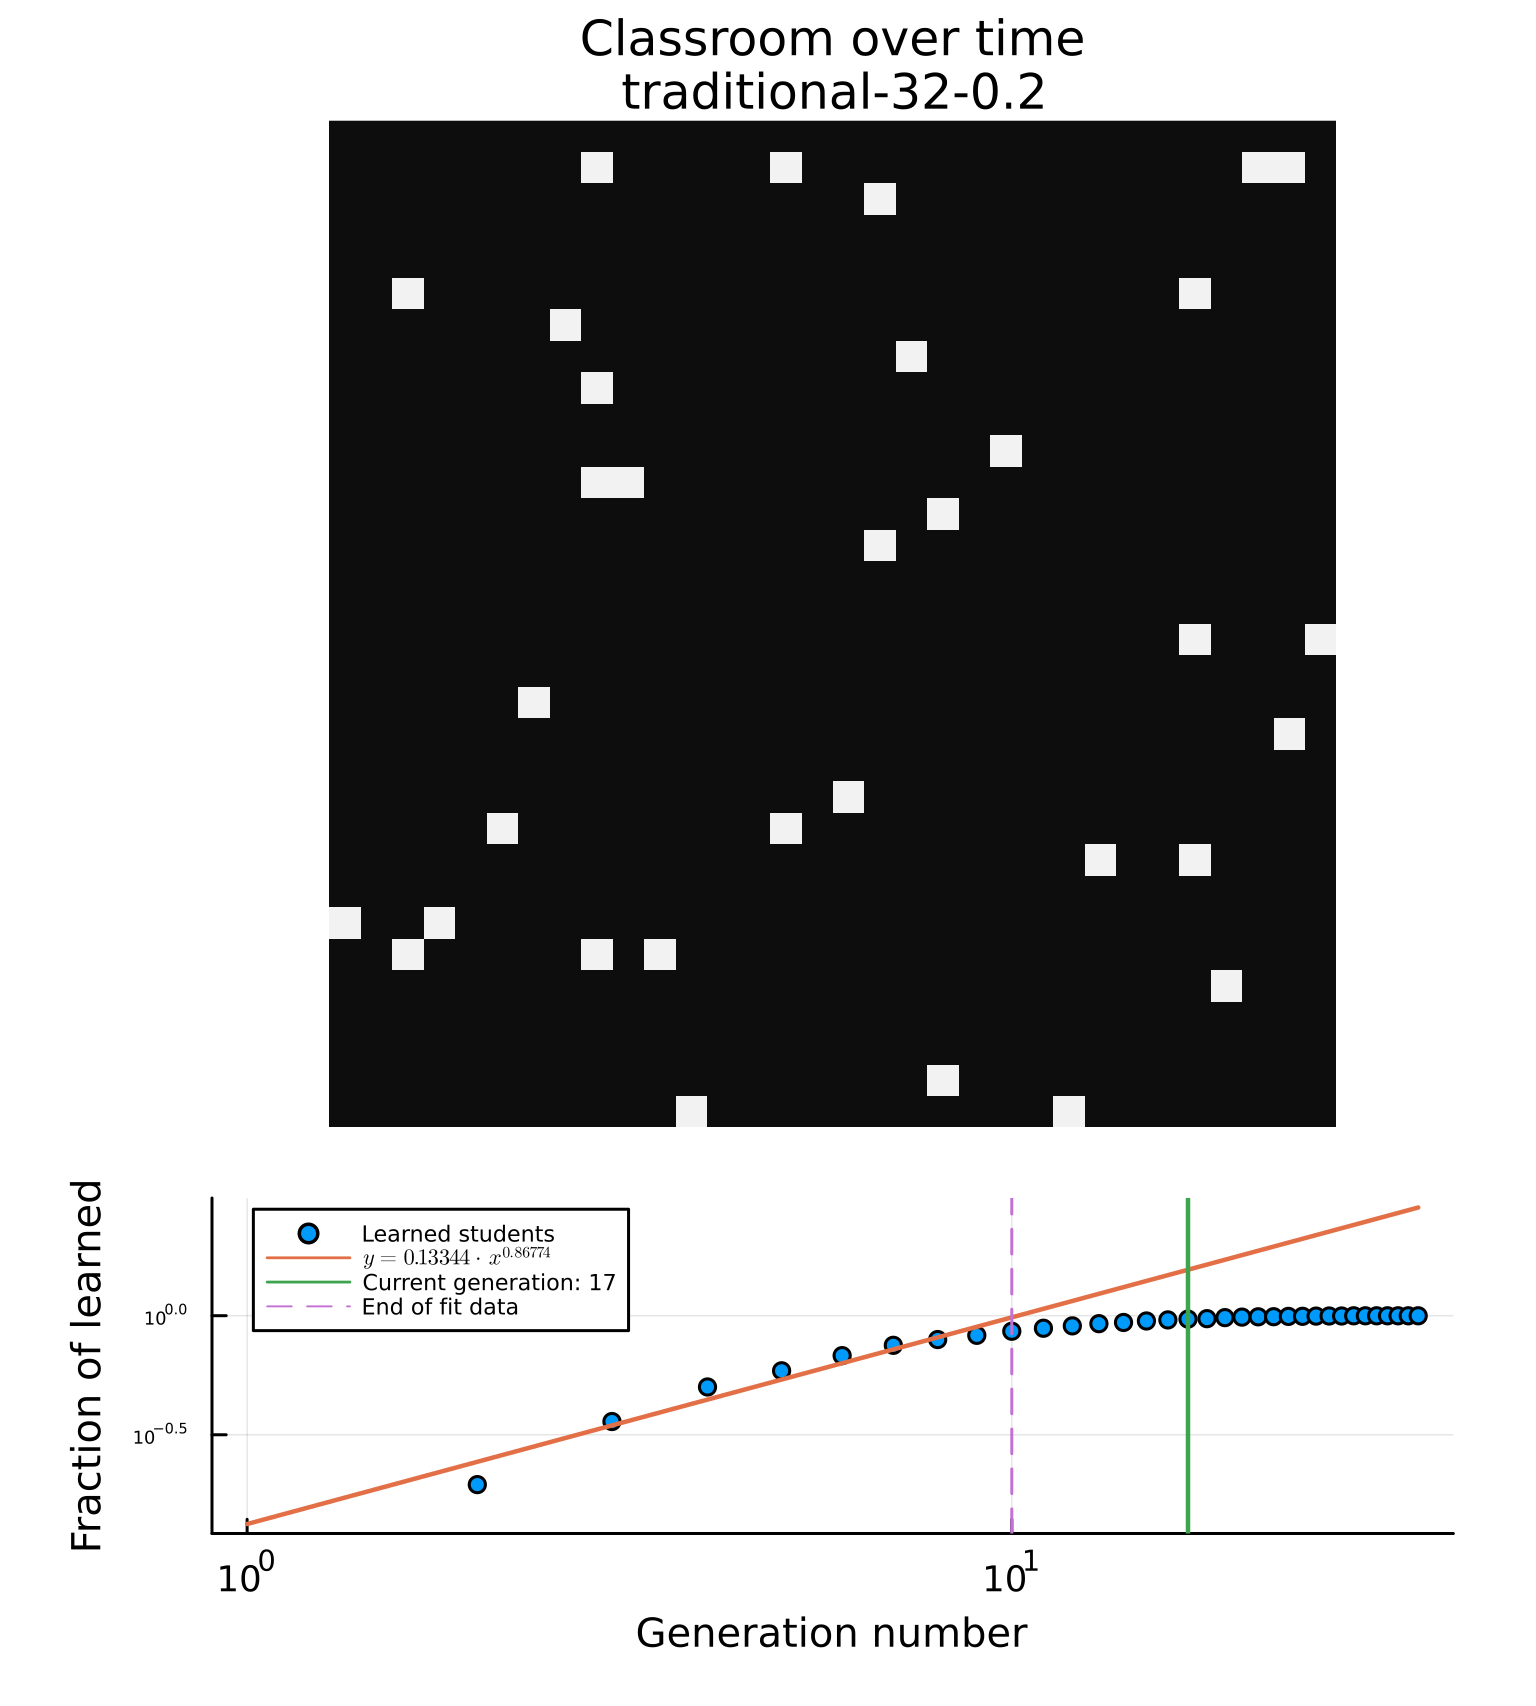 Classroom over time
traditional-32-0.2
Fraction of learned
Learned students
y = 0.13344 · x^0.86774
Current generation: 17
End of fit data
10^0.0
10^−0.5
10^0
10^1
Generation number